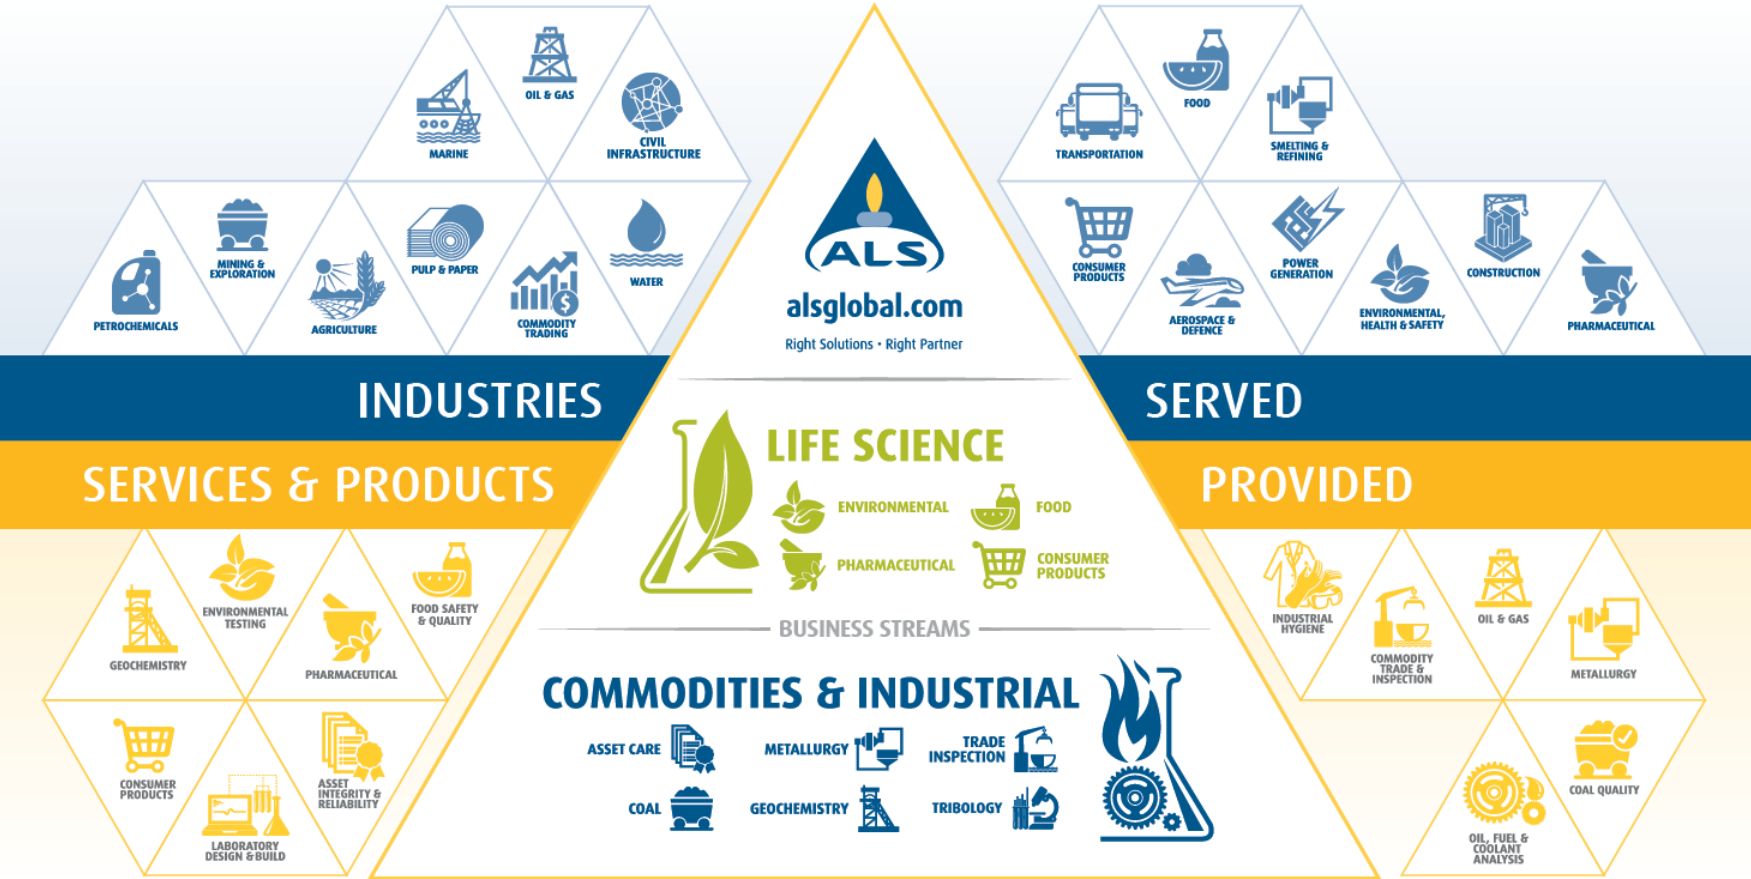 OIL & GAS
MARINE
CIVIL
INFRASTRUCTURE
PETROCHEMICALS
MINING &
EXPLORATION
AGRICULTURE
PULP & PAPER
COMMODITY
TRADING
WATER
ALS
alsglobal.com
Right Solutions • Right Partner
TRANSPORTATION
FOOD
SMELTING &
REFINING
CONSUMER
PRODUCTS
AEROSPACE &
DEFENCE
POWER
GENERATION
ENVIRONMENTAL,
HEALTH & SAFETY
CONSTRUCTION
PHARMACEUTICAL
INDUSTRIES
SERVED
SERVICES & PRODUCTS
PROVIDED
LIFE SCIENCE
ENVIRONMENTAL
FOOD
PHARMACEUTICAL
CONSUMER
PRODUCTS
BUSINESS STREAMS
COMMODITIES & INDUSTRIAL
ASSET CARE
METALLURGY
TRADE
INSPECTION
COAL
GEOCHEMISTRY
TRIBOLOGY
GEOCHEMISTRY
ENVIRONMENTAL
TESTING
PHARMACEUTICAL
FOOD SAFETY
& QUALITY
CONSUMER
PRODUCTS
LABORATORY
DESIGN & BUILD
ASSET
INTEGRITY &
RELIABILITY
INDUSTRIAL
HYGIENE
COMMODITY
TRADE &
INSPECTION
OIL & GAS
METALLURGY
OIL, FUEL &
COOLANT
ANALYSIS
COAL QUALITY